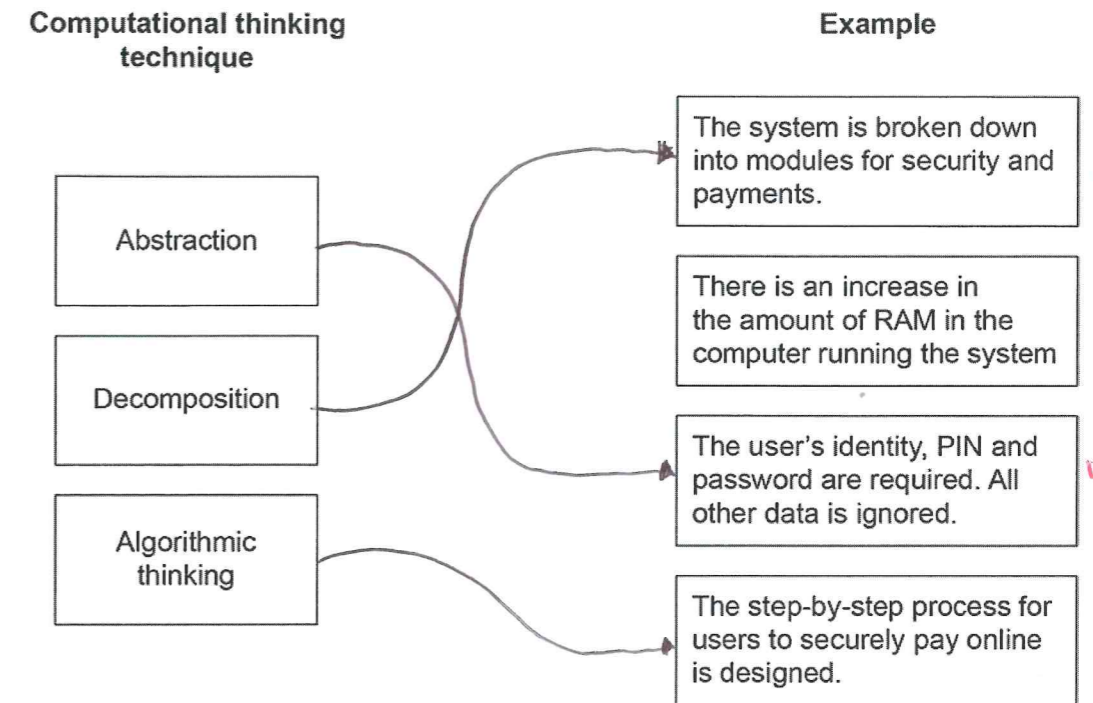 Computational thinking
technique
Example
The system is broken down
into modules for security and
payments.
Abstraction
There is an increase in
the amount of RAM in the
computer running the system
Decomposition
The user's identity, PIN and
password are required. All
other data is ignored.
Algorithmic
thinking
The step-by-step process for
users to securely pay online
is designed.